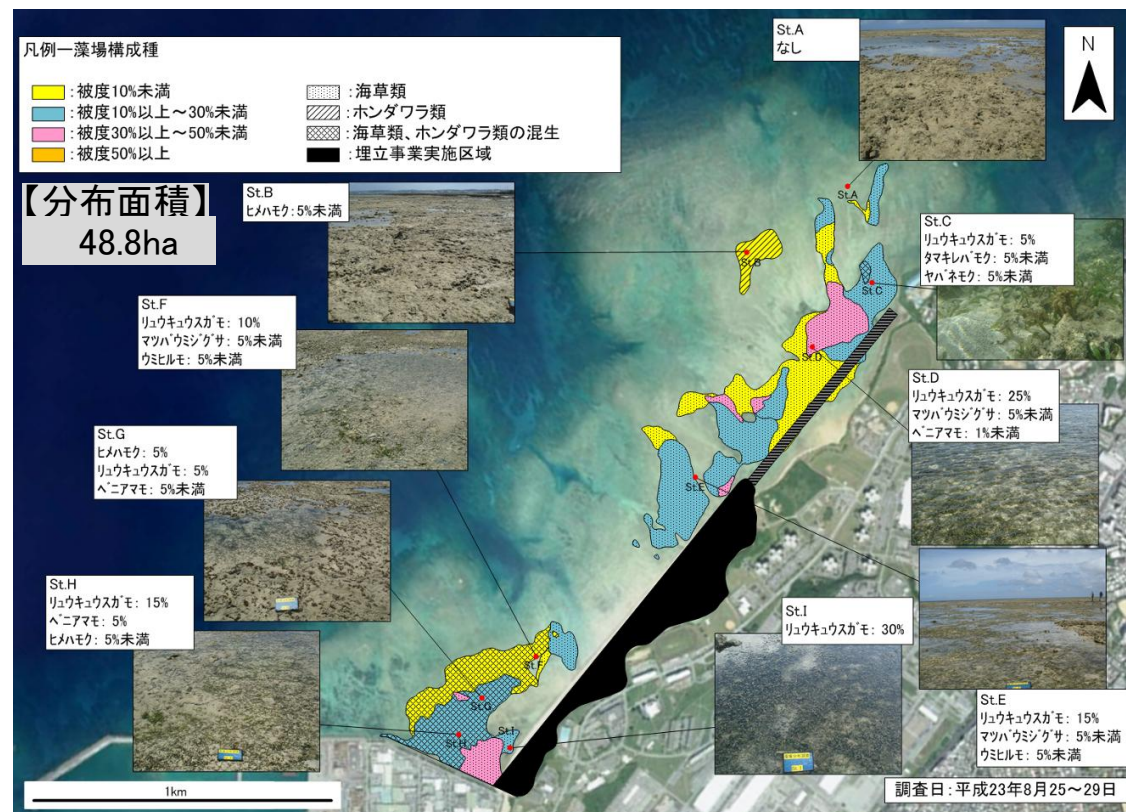 凡例ー藻場構成種
:被度10%未満
:被度10%以上～30%未満
:被度30%以上～50%未満
:被度50%以上
:海草類
:ホンダワラ類
:海草類、ホンダワラ類の混生
:埋立事業実施区域
【分布面積】
48.8ha
N
St.A
なし
St.B
ﾋﾒﾊﾓｸ:5%未満
St.C
ﾘｭｳｷｭｳｽｶﾞﾓ: 5%
ﾀﾏｷﾚﾊﾞﾓｸ: 5%未満
ﾔﾊﾞﾈﾓｸ: 5%未満
St.F
ﾘｭｳｷｭｳｽｶﾞﾓ: 10%
ﾏﾂﾊﾞｳﾐｼﾞｸﾞｻ: 5%未満
ｳﾐﾋﾙﾓ: 5%未満
St.D
ﾘｭｳｷｭｳｽｶﾞﾓ: 25%
ﾏﾂﾊﾞｳﾐｼﾞｸﾞｻ: 5%未満
ﾍﾞﾆｱﾏﾓ: 1%未満
St.G
ﾋﾒﾊﾓｸ: 5%
ﾘｭｳｷｭｳｽｶﾞﾓ: 5%
ﾍﾞﾆｱﾏﾓ: 5%未満
St.H
ﾘｭｳｷｭｳｽｶﾞﾓ: 15%
ﾍﾞﾆｱﾏﾓ: 5%
ﾋﾒﾊﾓｸ: 5%未満
St.I
ﾘｭｳｷｭｳｽｶﾞﾓ: 30%
St.E
ﾘｭｳｷｭｳｽｶﾞﾓ: 15%
ﾏﾂﾊﾞｳﾐｼﾞｸﾞｻ: 5%未満
ｳﾐﾋﾙﾓ: 5%未満
St.A
St.B
St.C
St.D
St.E
St.F
St.G
St.H
St.I
1km
調査日:平成23年8月25～29日